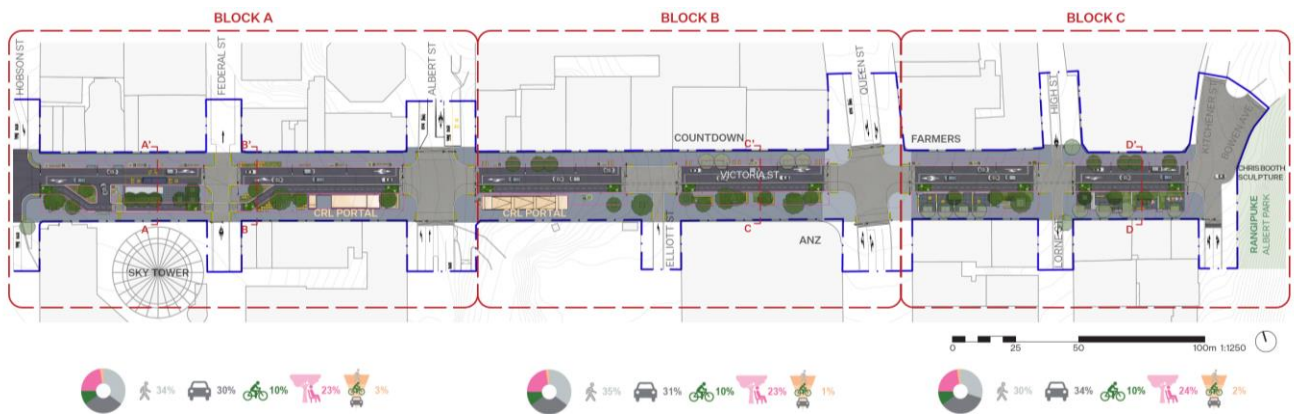 BLOCK A
BLOCK B
BLOCK C
HOBSON ST
FEDERAL ST
ALBERT ST
QUEEN ST
HIGH ST
KITCHENER ST
BOWEN AVE
COUNTDOWN
FARMERS
A'
B'
C'
D'
VICTORIA ST
CHRIS BOOTH
SCULPTURE
CRL PORTAL
CRL PORTAL
A
B
C
D
SKY TOWER
ELLIOTT ST
ANZ
LORNE ST
RANGIPUKE
ALBERT PARK
0 25 50 100m 1:1250
34% 30% 10% 23% 3%
35% 31% 10% 23% 1%
30% 34% 10% 24% 2%